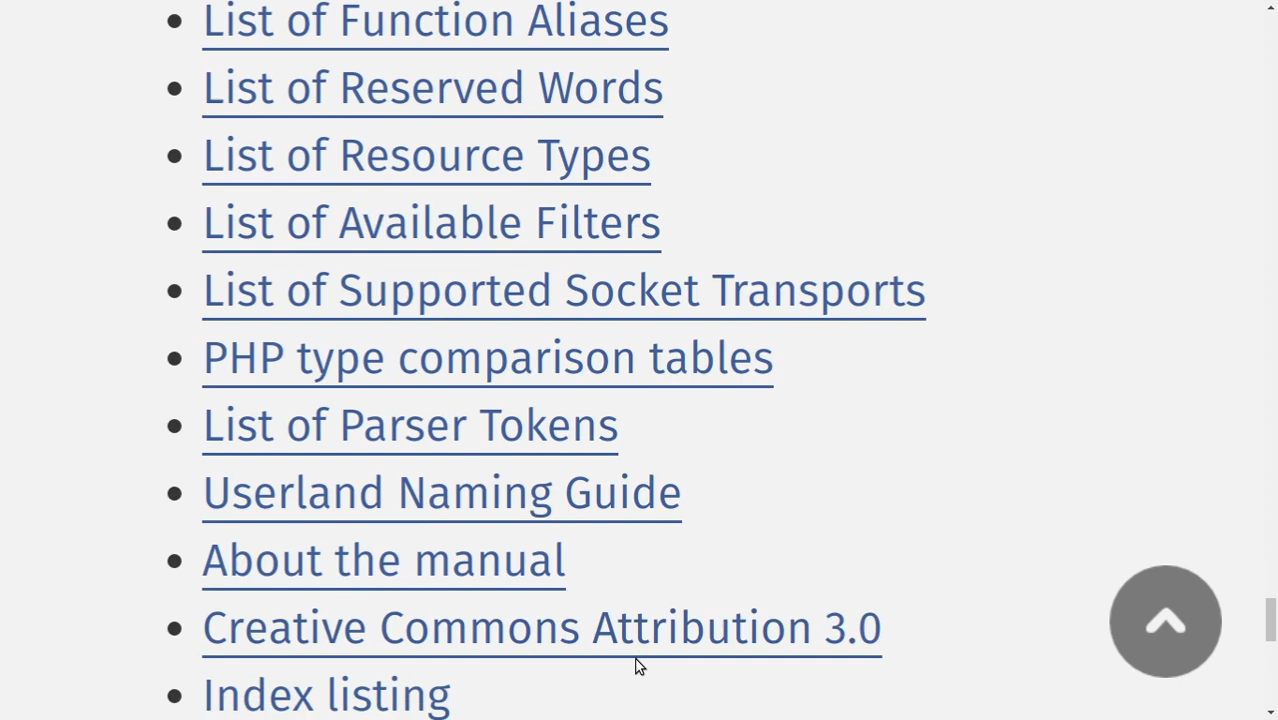 List of Function Aliases
List of Reserved Words
List of Resource Types
List of Available Filters
List of Supported Socket Transports
PHP type comparison tables
List of Parser Tokens
Userland Naming Guide
About the manual
Creative Commons Attribution 3.0
Index listing